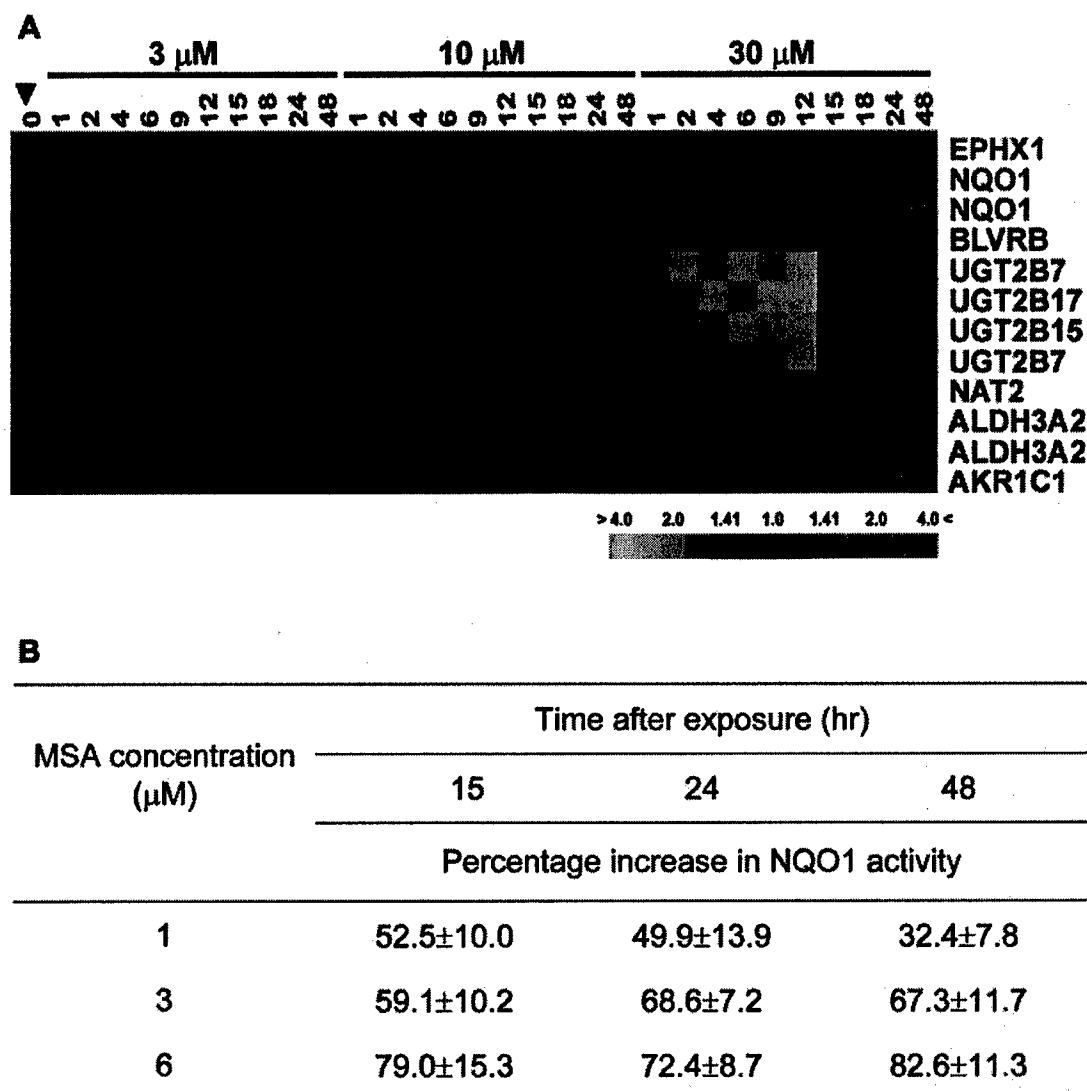 A
3 µM 10 µM 30 µM
0 1 2 4 6 9 12 15 18 24 48 1 2 4 6 9 12 15 18 24 48 1 2 4 6 9 12 15 18 24 48
EPHX1
NQO1
NQO1
BLVRB
UGT2B7
UGT2B17
UGT2B15
UGT2B7
NAT2
ALDH3A2
ALDH3A2
AKR1C1
>4.0 2.0 1.41 1.0 1.41 2.0 4.0<
B
Time after exposure (hr)
MSA concentration
(µM)
15 24 48
Percentage increase in NQO1 activity
1 52.5±10.0 49.9±13.9 32.4±7.8
3 59.1±10.2 68.6±7.2 67.3±11.7
6 79.0±15.3 72.4±8.7 82.6±11.3